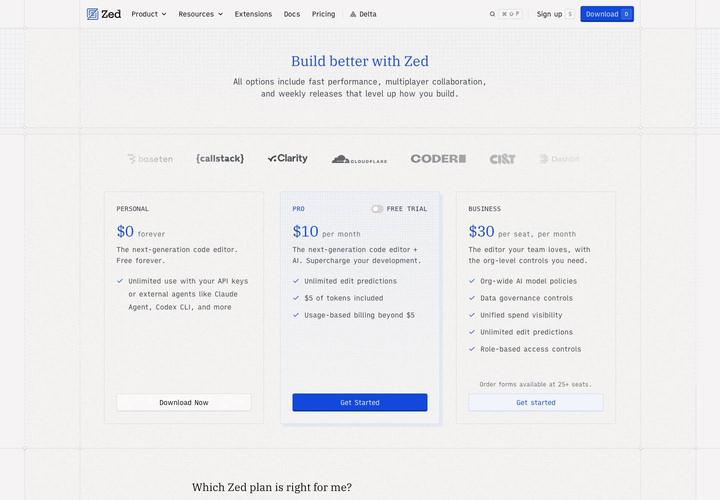 Zed Product Resources Extensions Docs Pricing Delta ⌘ ⇧ P Sign up S Download D
Build better with Zed
All options include fast performance, multiplayer collaboration,
and weekly releases that level up how you build.
baseten {callstack} Clarity CLOUDFLARE CODER CI&T Dashbit
PERSONAL
$0 forever
The next-generation code editor.
Free forever.
Unlimited use with your API keys
or external agents like Claude
Agent, Codex CLI, and more
Download Now
PRO FREE TRIAL
$10 per month
The next-generation code editor +
AI. Supercharge your development.
Unlimited edit predictions
$5 of tokens included
Usage-based billing beyond $5
Get Started
BUSINESS
$30 per seat, per month
The editor your team loves, with
the org-level controls you need.
Org-wide AI model policies
Data governance controls
Unified spend visibility
Unlimited edit predictions
Role-based access controls
Order forms available at 25+ seats.
Get started
Which Zed plan is right for me?